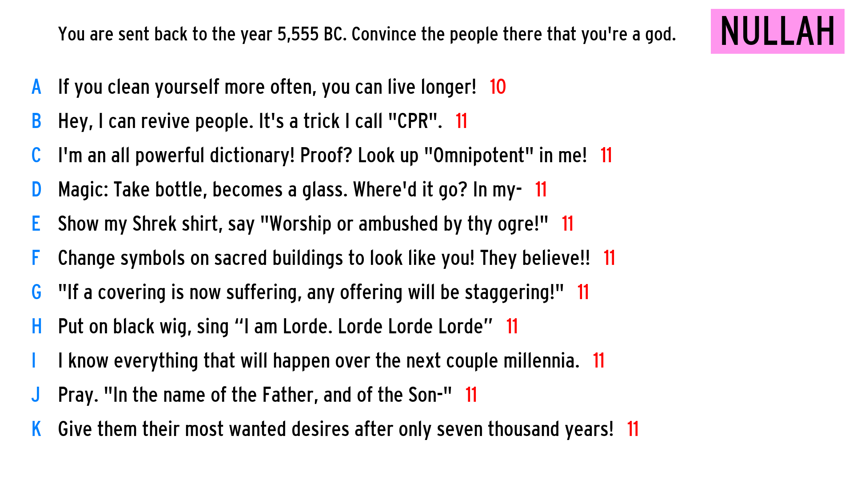 You are sent back to the year 5,555 BC. Convince the people there that you're a god.
NULLAH
A If you clean yourself more often, you can live longer! 10
B Hey, I can revive people. It's a trick I call "CPR". 11
C I'm an all powerful dictionary! Proof? Look up "Omnipotent" in me! 11
D Magic: Take bottle, becomes a glass. Where'd it go? In my- 11
E Show my Shrek shirt, say "Worship or ambushed by thy ogre!" 11
F Change symbols on sacred buildings to look like you! They believe!! 11
G "If a covering is now suffering, any offering will be staggering!" 11
H Put on black wig, sing “I am Lorde. Lorde Lorde Lorde” 11
I I know everything that will happen over the next couple millennia. 11
J Pray. "In the name of the Father, and of the Son-" 11
K Give them their most wanted desires after only seven thousand years! 11